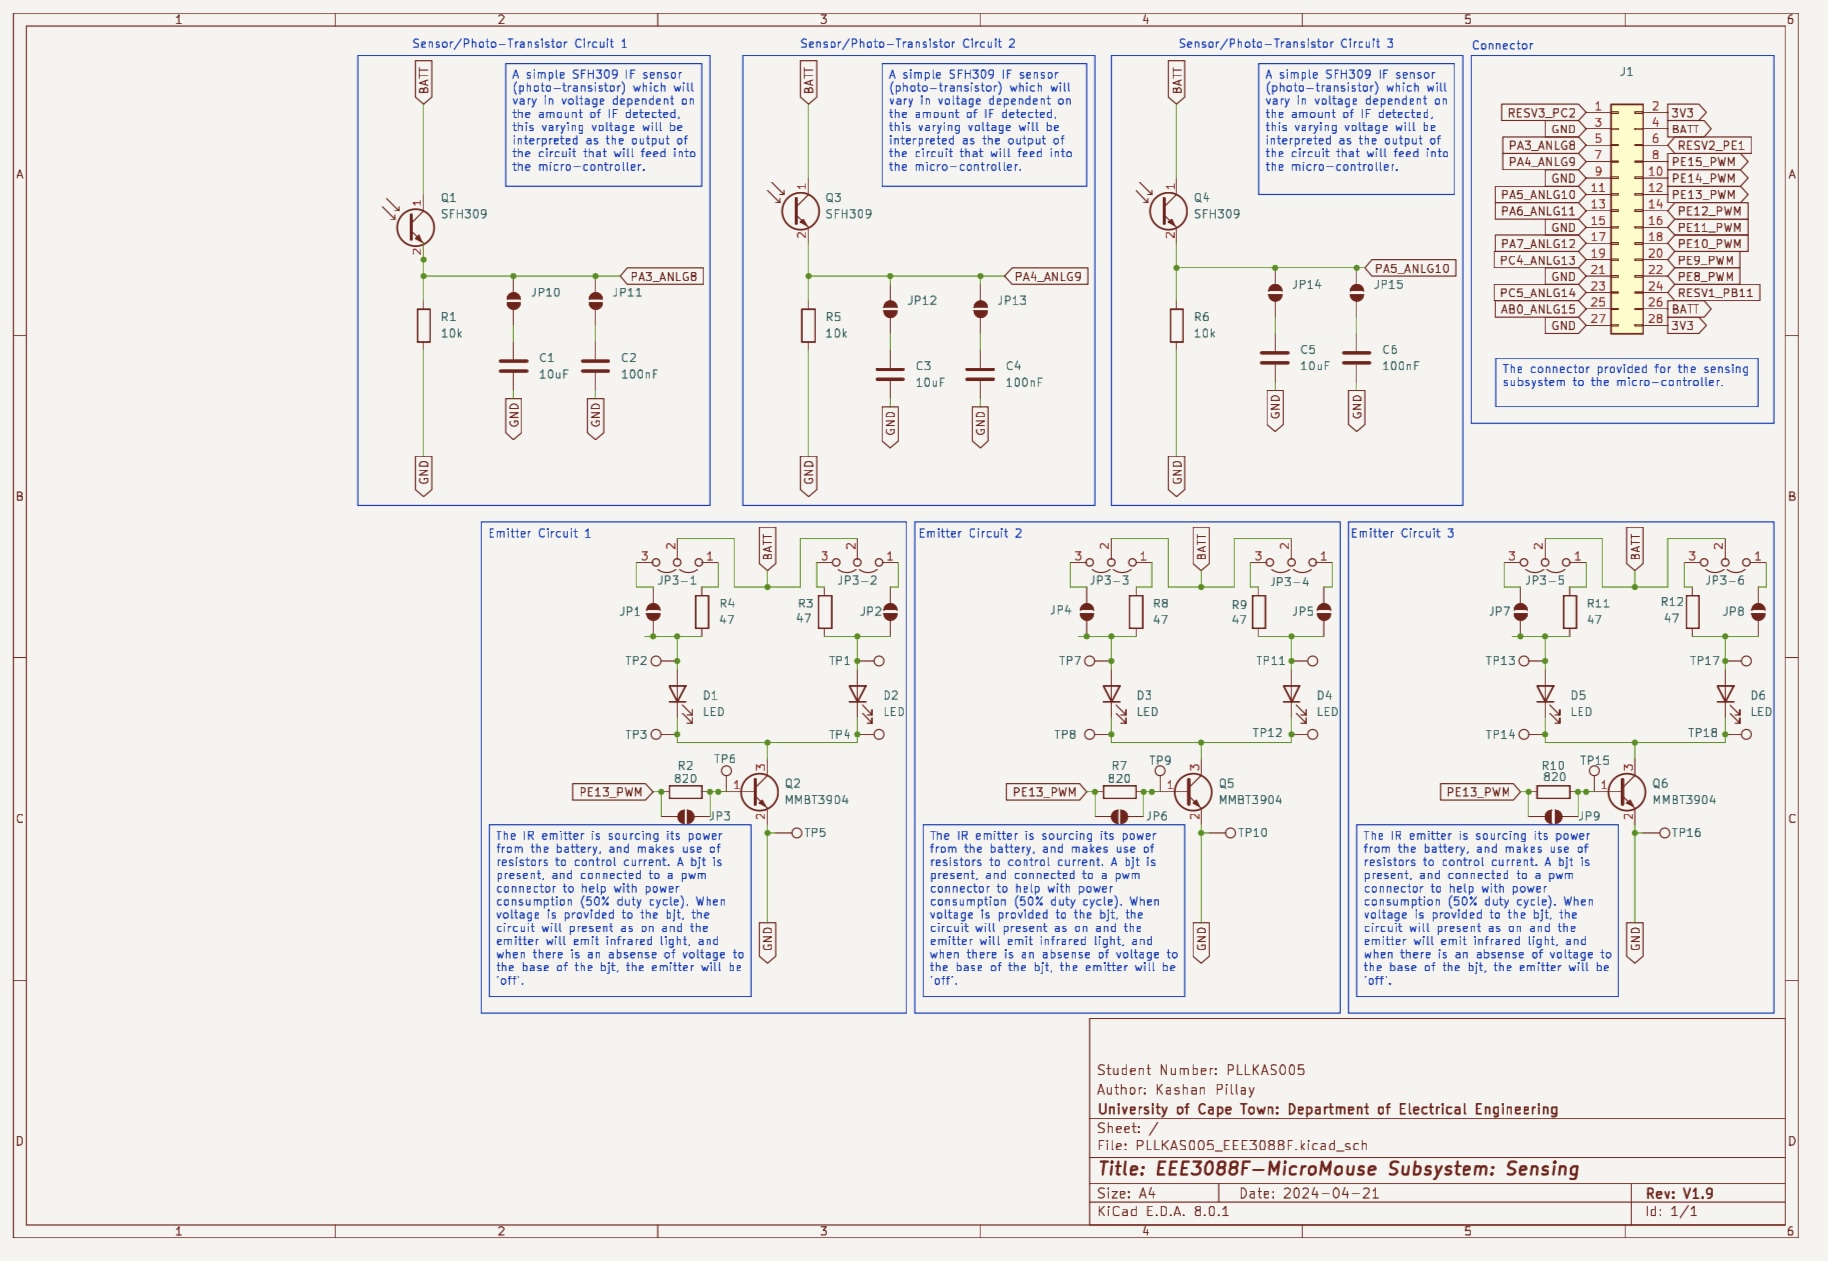 1 2 3 4 5 6
Sensor/Photo-Transistor Circuit 1
BATT
A simple SFH309 IF sensor
(photo-transistor) which will
vary in voltage dependent on
the amount of IF detected,
this varying voltage will be
interpreted as the output of
the circuit that will feed into
the micro-controller.
1
Q1
SFH309
2
PA3_ANLG8
JP10
JP11
R1
10k
C1
10uF
C2
100nF
GND
GND
GND
Sensor/Photo-Transistor Circuit 2
BATT
A simple SFH309 IF sensor
(photo-transistor) which will
vary in voltage dependent on
the amount of IF detected,
this varying voltage will be
interpreted as the output of
the circuit that will feed into
the micro-controller.
1
Q3
SFH309
2
PA4_ANLG9
JP12
JP13
R5
10k
C3
10uF
C4
100nF
GND
GND
GND
Sensor/Photo-Transistor Circuit 3
BATT
A simple SFH309 IF sensor
(photo-transistor) which will
vary in voltage dependent on
the amount of IF detected,
this varying voltage will be
interpreted as the output of
the circuit that will feed into
the micro-controller.
1
Q4
SFH309
2
PA5_ANLG10
JP14
JP15
R6
10k
C5
10uF
C6
100nF
GND
GND
GND
Connector
J1
RESV3_PC2 1 2 3V3
GND 3 4 BATT
PA3_ANLG8 5 6 RESV2_PE1
PA4_ANLG9 7 8 PE15_PWM
GND 9 10 PE14_PWM
PA5_ANLG10 11 12 PE13_PWM
PA6_ANLG11 13 14 PE12_PWM
GND 15 16 PE11_PWM
PA7_ANLG12 17 18 PE10_PWM
PC4_ANLG13 19 20 PE9_PWM
GND 21 22 PE8_PWM
PC5_ANLG14 23 24 RESV1_PB11
AB0_ANLG15 25 26 BATT
GND 27 28 3V3
The connector provided for the sensing
subsystem to the micro-controller.
Emitter Circuit 1
BATT
3 2 1
JP3-1
3 2 1
JP3-2
JP1
R4
47
R3
47
JP2
TP2
TP1
D1
LED
D2
LED
TP3
TP4
TP6
R2
820
PE13_PWM
1
3
Q2
MMBT3904
2
JP3
TP5
The IR emitter is sourcing its power
from the battery, and makes use of
resistors to control current. A bjt is
present, and connected to a pwm
connector to help with power
consumption (50% duty cycle). When
voltage is provided to the bjt, the
circuit will present as on and the
emitter will emit infrared light, and
when there is an absense of voltage to
the base of the bjt, the emitter will be
'off'.
GND
Emitter Circuit 2
BATT
3 2 1
JP3-3
3 2 1
JP3-4
JP4
R8
47
R9
47
JP5
TP7
TP11
D3
LED
D4
LED
TP8
TP12
TP9
R7
820
PE13_PWM
1
3
Q5
MMBT3904
2
JP6
TP10
The IR emitter is sourcing its power
from the battery, and makes use of
resistors to control current. A bjt is
present, and connected to a pwm
connector to help with power
consumption (50% duty cycle). When
voltage is provided to the bjt, the
circuit will present as on and the
emitter will emit infrared light, and
when there is an absense of voltage to
the base of the bjt, the emitter will be
'off'.
GND
Emitter Circuit 3
BATT
3 2 1
JP3-5
3 2 1
JP3-6
JP7
R11
47
R12
47
JP8
TP13
TP17
D5
LED
D6
LED
TP14
TP18
TP15
R10
820
PE13_PWM
1
3
Q6
MMBT3904
2
JP9
TP16
The IR emitter is sourcing its power
from the battery, and makes use of
resistors to control current. A bjt is
present, and connected to a pwm
connector to help with power
consumption (50% duty cycle). When
voltage is provided to the bjt, the
circuit will present as on and the
emitter will emit infrared light, and
when there is an absense of voltage to
the base of the bjt, the emitter will be
'off'.
GND
A A
B B
C C
D D
Student Number: PLLKAS005
Author: Kashan Pillay
University of Cape Town: Department of Electrical Engineering
Sheet: /
File: PLLKAS005_EEE3088F.kicad_sch
Title: EEE3088F-MicroMouse Subsystem: Sensing
Size: A4 Date: 2024-04-21 Rev: V1.9
KiCad E.D.A. 8.0.1 Id: 1/1
1 2 3 4 5 6